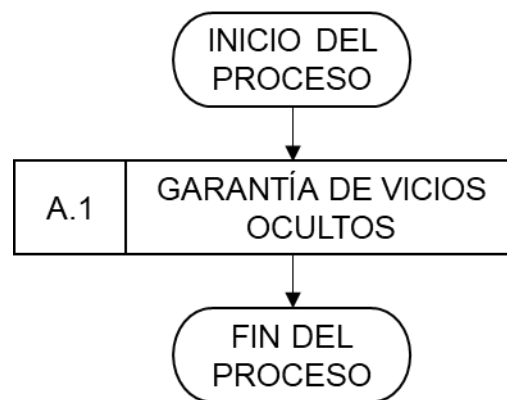 INICIO DEL
PROCESO
A.1
GARANTÍA DE VICIOS
OCULTOS
FIN DEL
PROCESO